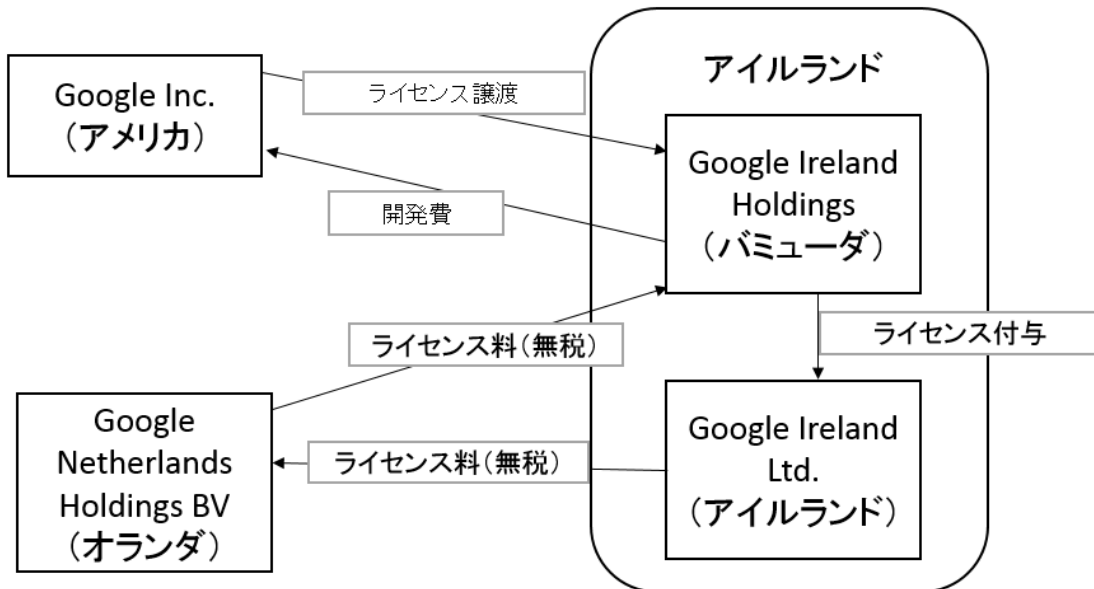 アイルランド
Google Inc.
（アメリカ）
ライセンス譲渡
Google Ireland
Holdings
（バミューダ）
開発費
ライセンス料（無税）
ライセンス付与
Google
Netherlands
Holdings BV
（オランダ）
ライセンス料（無税）
Google Ireland
Ltd.
（アイルランド）